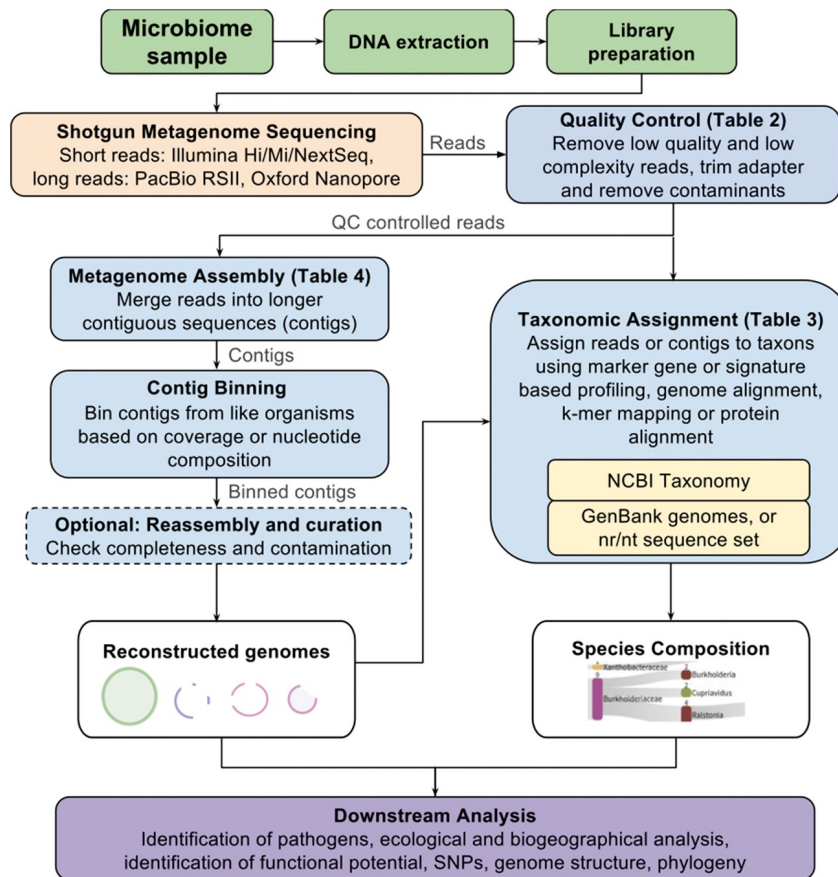 Microbiome
sample
DNA extraction
Library
preparation
Shotgun Metagenome Sequencing
Short reads: Illumina Hi/Mi/NextSeq,
long reads: PacBio RSII, Oxford Nanopore
Reads
Quality Control (Table 2)
Remove low quality and low
complexity reads, trim adapter
and remove contaminants
QC controlled reads
Metagenome Assembly (Table 4)
Merge reads into longer
contiguous sequences (contigs)
Contigs
Contig Binning
Bin contigs from like organisms
based on coverage or nucleotide
composition
Binned contigs
Optional: Reassembly and curation
Check completeness and contamination
Taxonomic Assignment (Table 3)
Assign reads or contigs to taxons
using marker gene or signature
based profiling, genome alignment,
k-mer mapping or protein
alignment
NCBI Taxonomy
GenBank genomes, or
nr/nt sequence set
Reconstructed genomes
Species Composition
Xanthobacteraceae
2
Burkholderia
9
Burkholderiaceae
2
Cupriavidus
4
Ralstonia
Downstream Analysis
Identification of pathogens, ecological and biogeographical analysis,
identification of functional potential, SNPs, genome structure, phylogeny